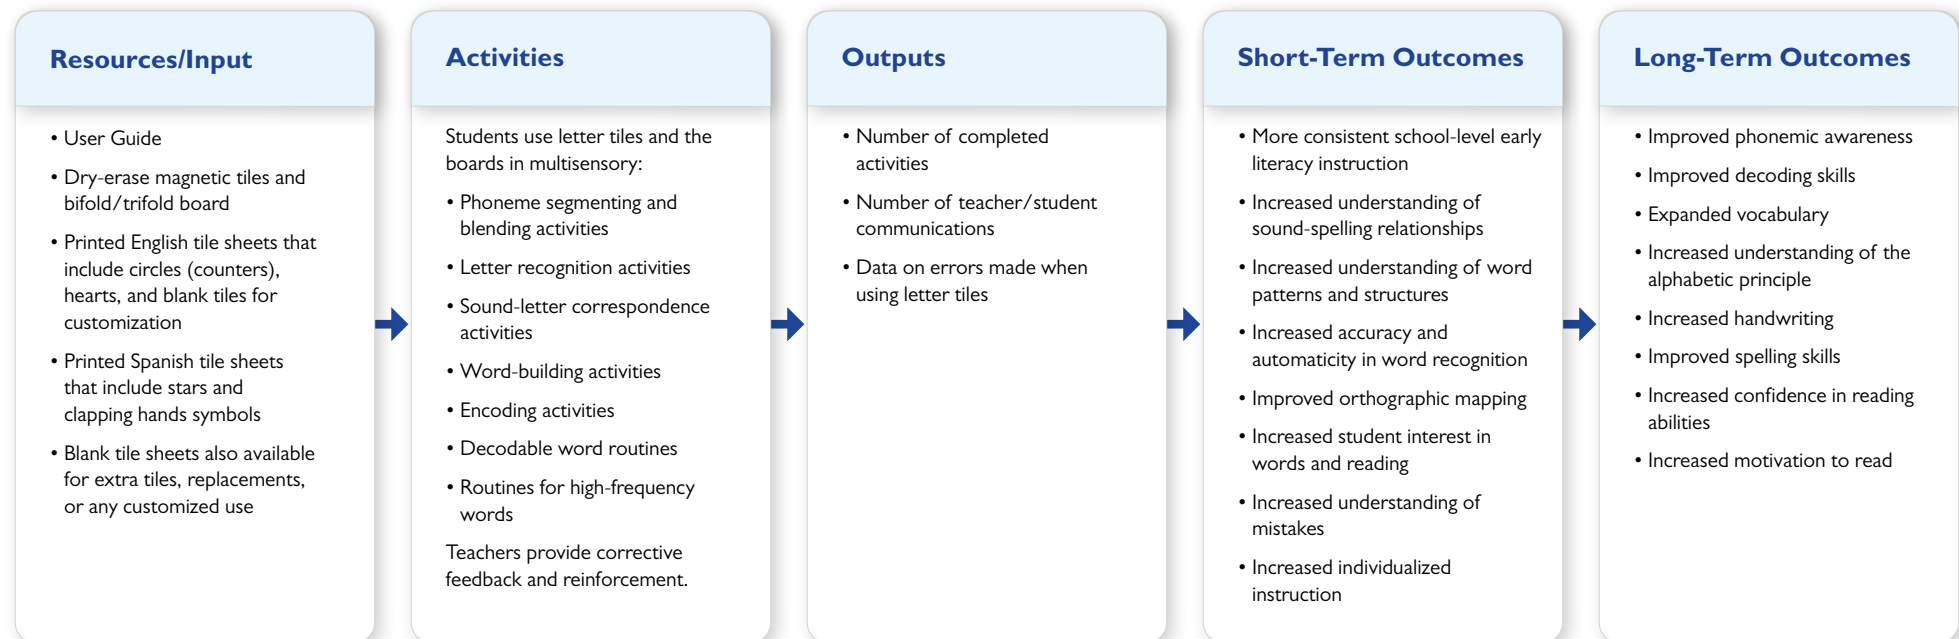 Resources/Input
• User Guide
• Dry-erase magnetic tiles and
bifold/trifold board
• Printed English tile sheets that
include circles (counters),
hearts, and blank tiles for
customization
• Printed Spanish tile sheets
that include stars and
clapping hands symbols
• Blank tile sheets also available
for extra tiles, replacements,
or any customized use
Activities
Students use letter tiles and the
boards in multisensory:
• Phoneme segmenting and
blending activities
• Letter recognition activities
• Sound-letter correspondence
activities
• Word-building activities
• Encoding activities
• Decodable word routines
• Routines for high-frequency
words
Teachers provide corrective
feedback and reinforcement.
Outputs
• Number of completed
activities
• Number of teacher/student
communications
• Data on errors made when
using letter tiles
Short-Term Outcomes
• More consistent school-level early
literacy instruction
• Increased understanding of
sound-spelling relationships
• Increased understanding of word
patterns and structures
• Increased accuracy and
automaticity in word recognition
• Improved orthographic mapping
• Increased student interest in
words and reading
• Increased understanding of
mistakes
• Increased individualized
instruction
Long-Term Outcomes
• Improved phonemic awareness
• Improved decoding skills
• Expanded vocabulary
• Increased understanding of the
alphabetic principle
• Increased handwriting
• Improved spelling skills
• Increased confidence in reading
abilities
• Increased motivation to read